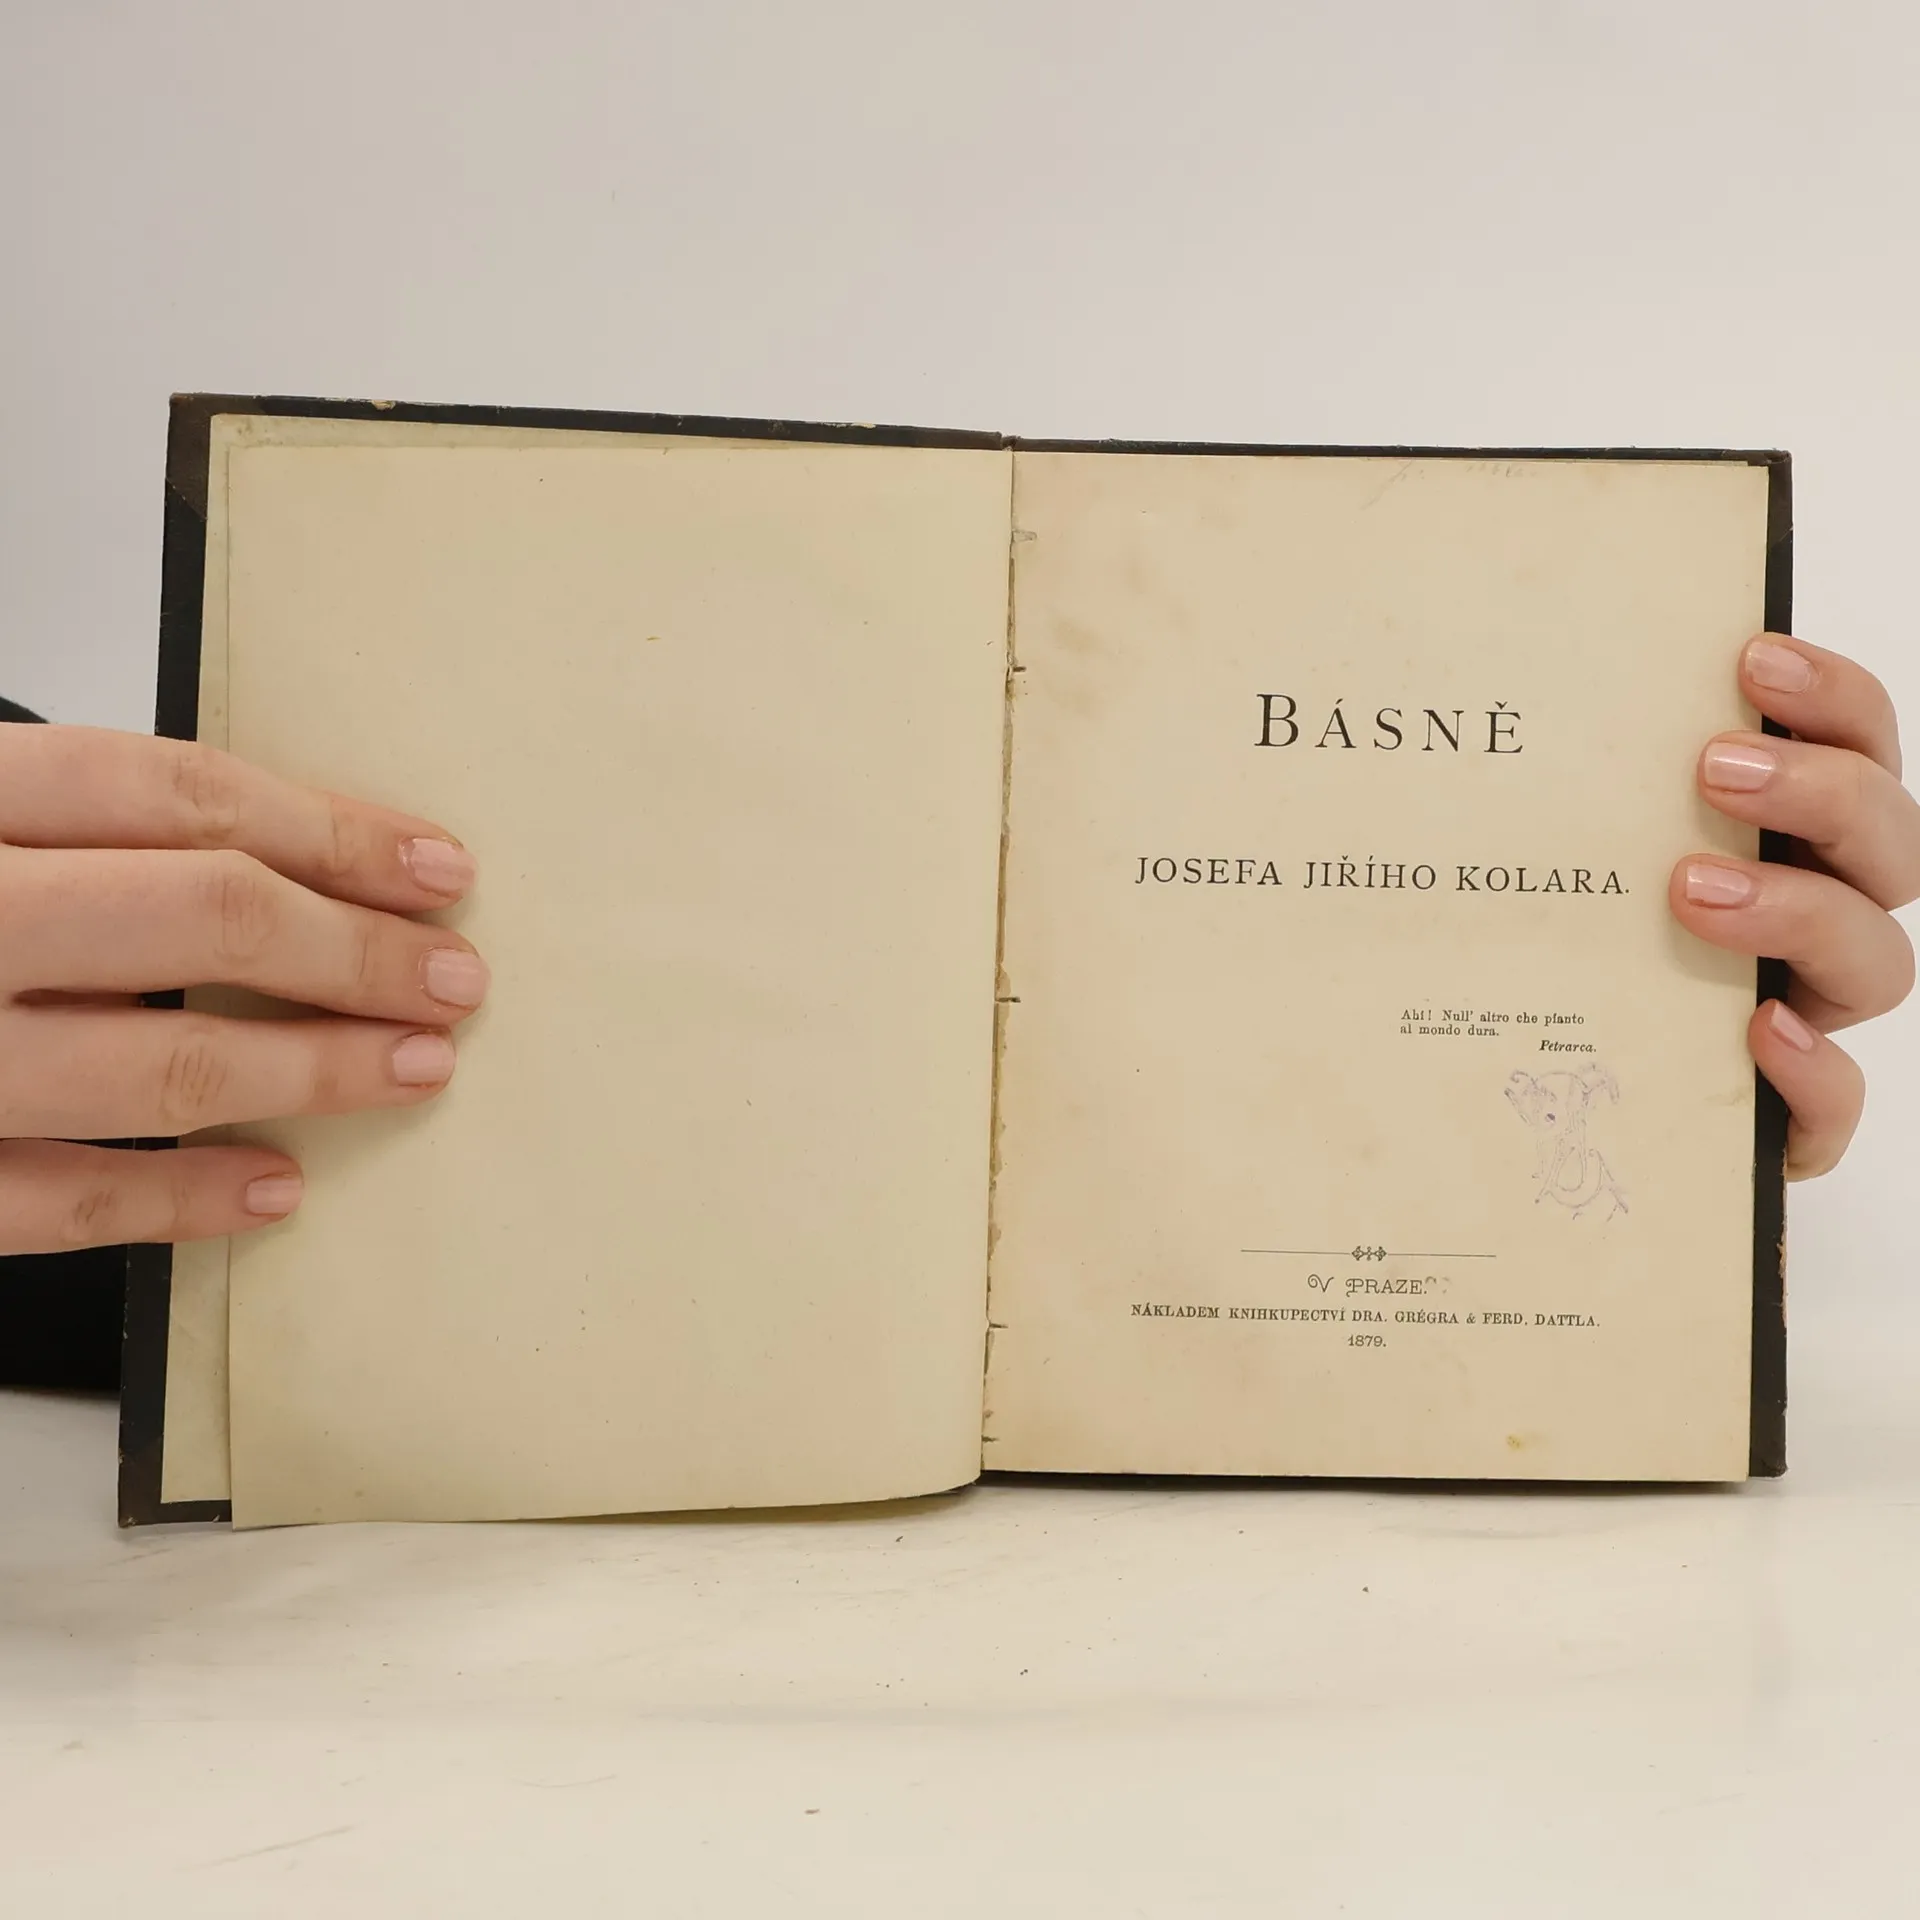 BÁSNĚ
JOSEFA JIŘÍHO KOLARA.
Ahi! Null' altro che pianto
al mondo dura.
Petrarca.
V PRAZE.
NÁKLADEM KNIHKUPECTVÍ DRA. GRÉGRA & FERD. DATTLA.
1879.